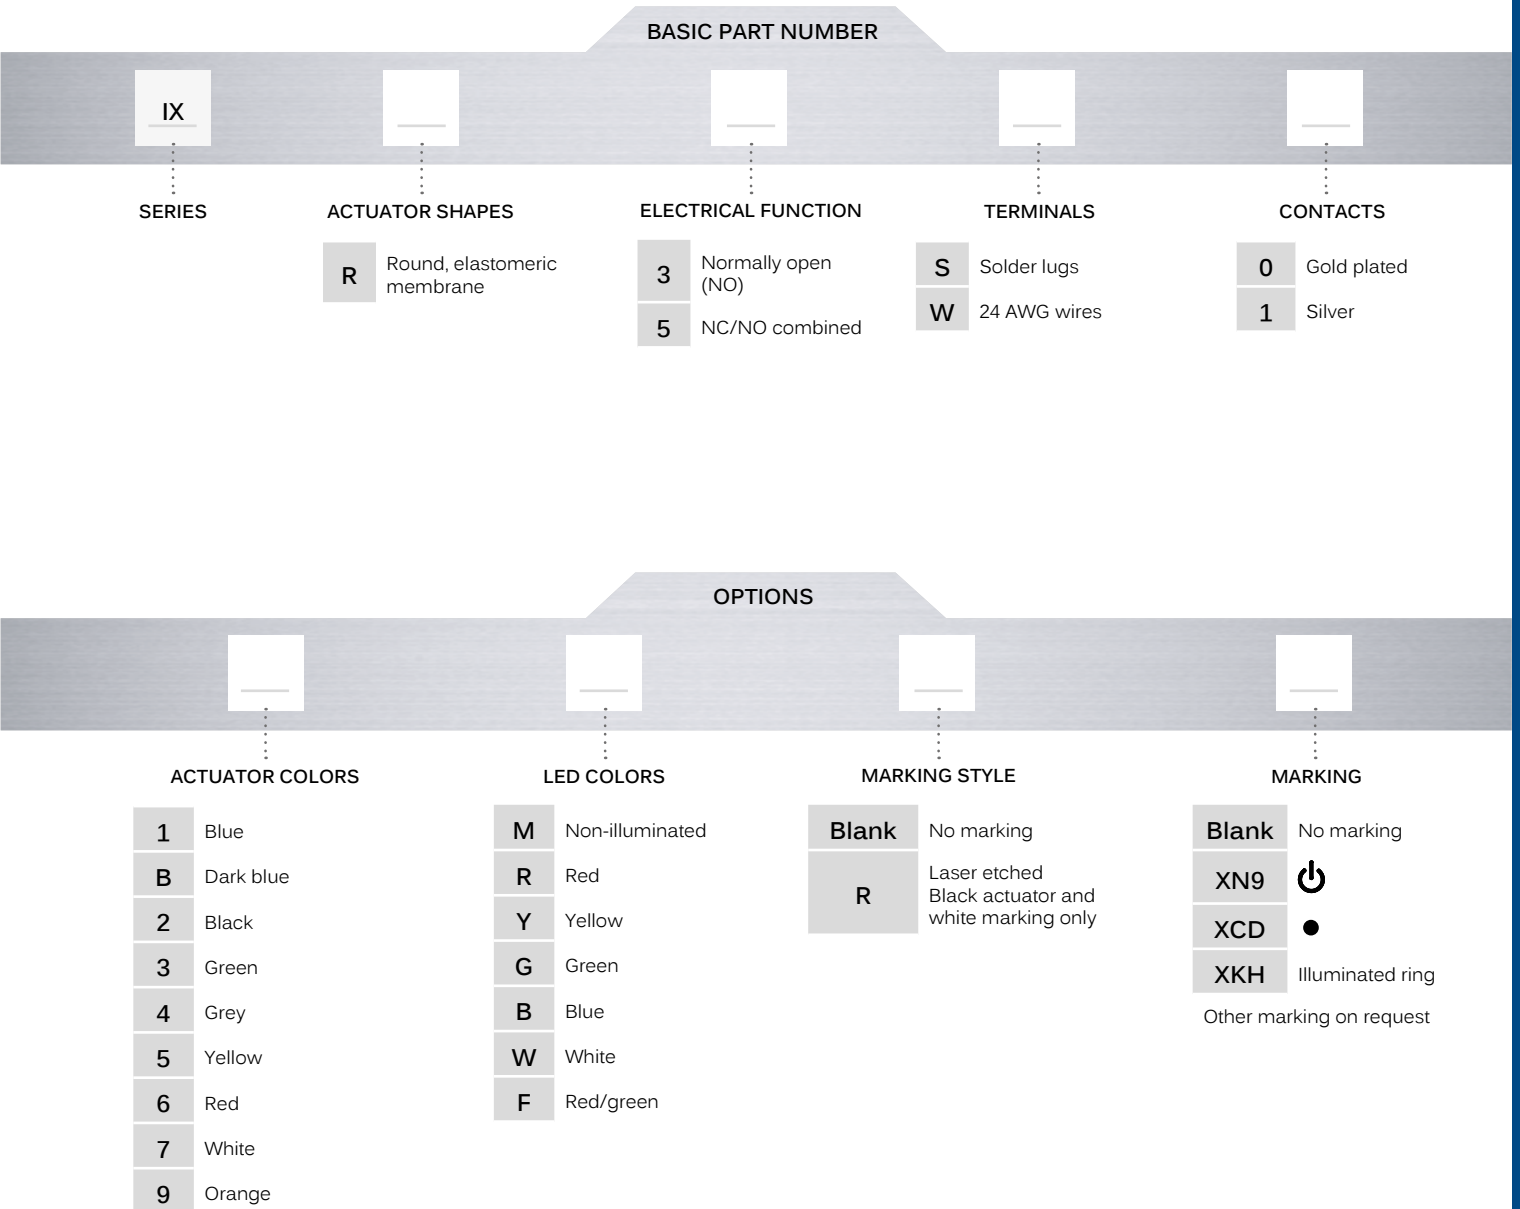 BASIC PART NUMBER
IX
SERIES
ACTUATOR SHAPES
R Round, elastomeric
membrane
ELECTRICAL FUNCTION
3 Normally open
(NO)
5 NC/NO combined
TERMINALS
S Solder lugs
W 24 AWG wires
CONTACTS
0 Gold plated
1 Silver
OPTIONS
ACTUATOR COLORS
1 Blue
B Dark blue
2 Black
3 Green
4 Grey
5 Yellow
6 Red
7 White
9 Orange
LED COLORS
M Non-illuminated
R Red
Y Yellow
G Green
B Blue
W White
F Red/green
MARKING STYLE
Blank No marking
R Laser etched
Black actuator and
white marking only
MARKING
Blank No marking
XN9
XCD
XKH Illuminated ring
Other marking on request